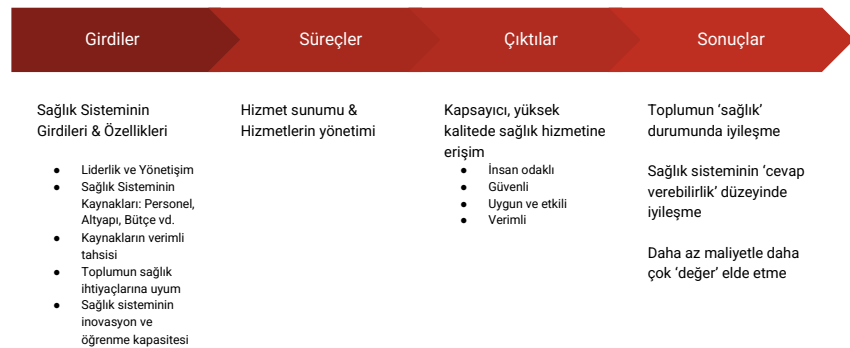 Girdiler
Süreçler
Çıktılar
Sonuçlar
Sağlık Sisteminin
Girdileri & Özellikleri
● Liderlik ve Yönetişim
● Sağlık Sisteminin
Kaynakları: Personel,
Altyapı, Bütçe vd.
● Kaynakların verimli
tahsisi
● Toplumun sağlık
ihtiyaçlarına uyum
● Sağlık sisteminin
inovasyon ve
öğrenme kapasitesi
Hizmet sunumu &
Hizmetlerin yönetimi
Kapsayıcı, yüksek
kalitede sağlık hizmetine
erişim
● İnsan odaklı
● Güvenli
● Uygun ve etkili
● Verimli
Toplumun ‘sağlık’
durumunda iyileşme
Sağlık sisteminin ‘cevap
verebilirlik’ düzeyinde
iyileşme
Daha az maliyetle daha
çok ‘değer’ elde etme